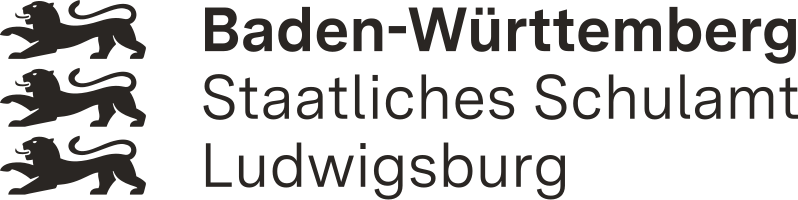 Baden-Württemberg
Staatliches Schulamt
Ludwigsburg